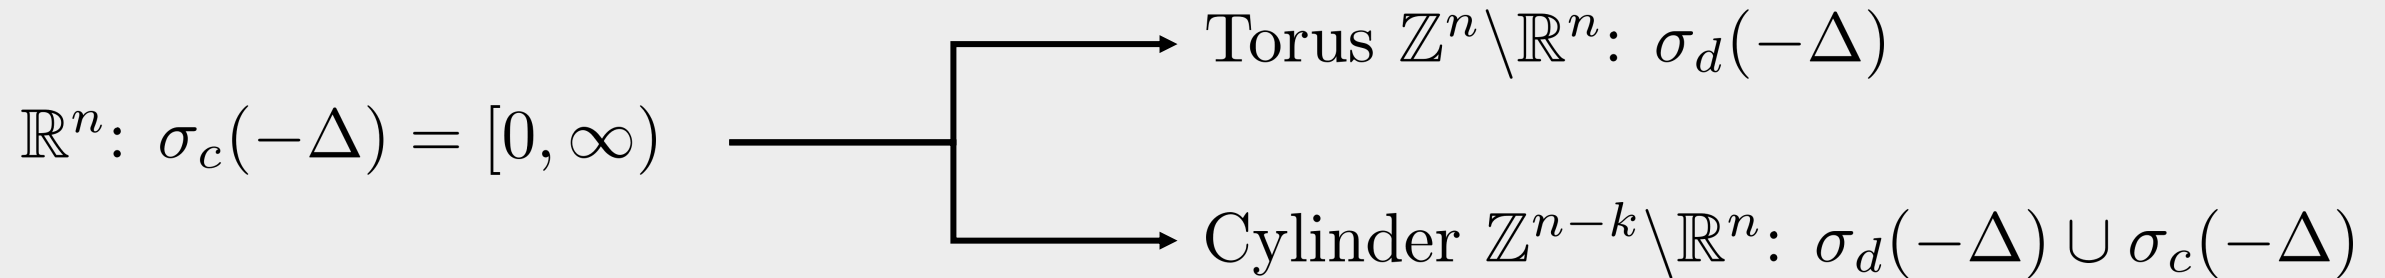 Torus ℤⁿ\ℝⁿ: σ_d(−Δ)
ℝⁿ: σ_c(−Δ) = [0, ∞)
Cylinder ℤⁿ⁻ᵏ\ℝⁿ: σ_d(−Δ) ∪ σ_c(−Δ)